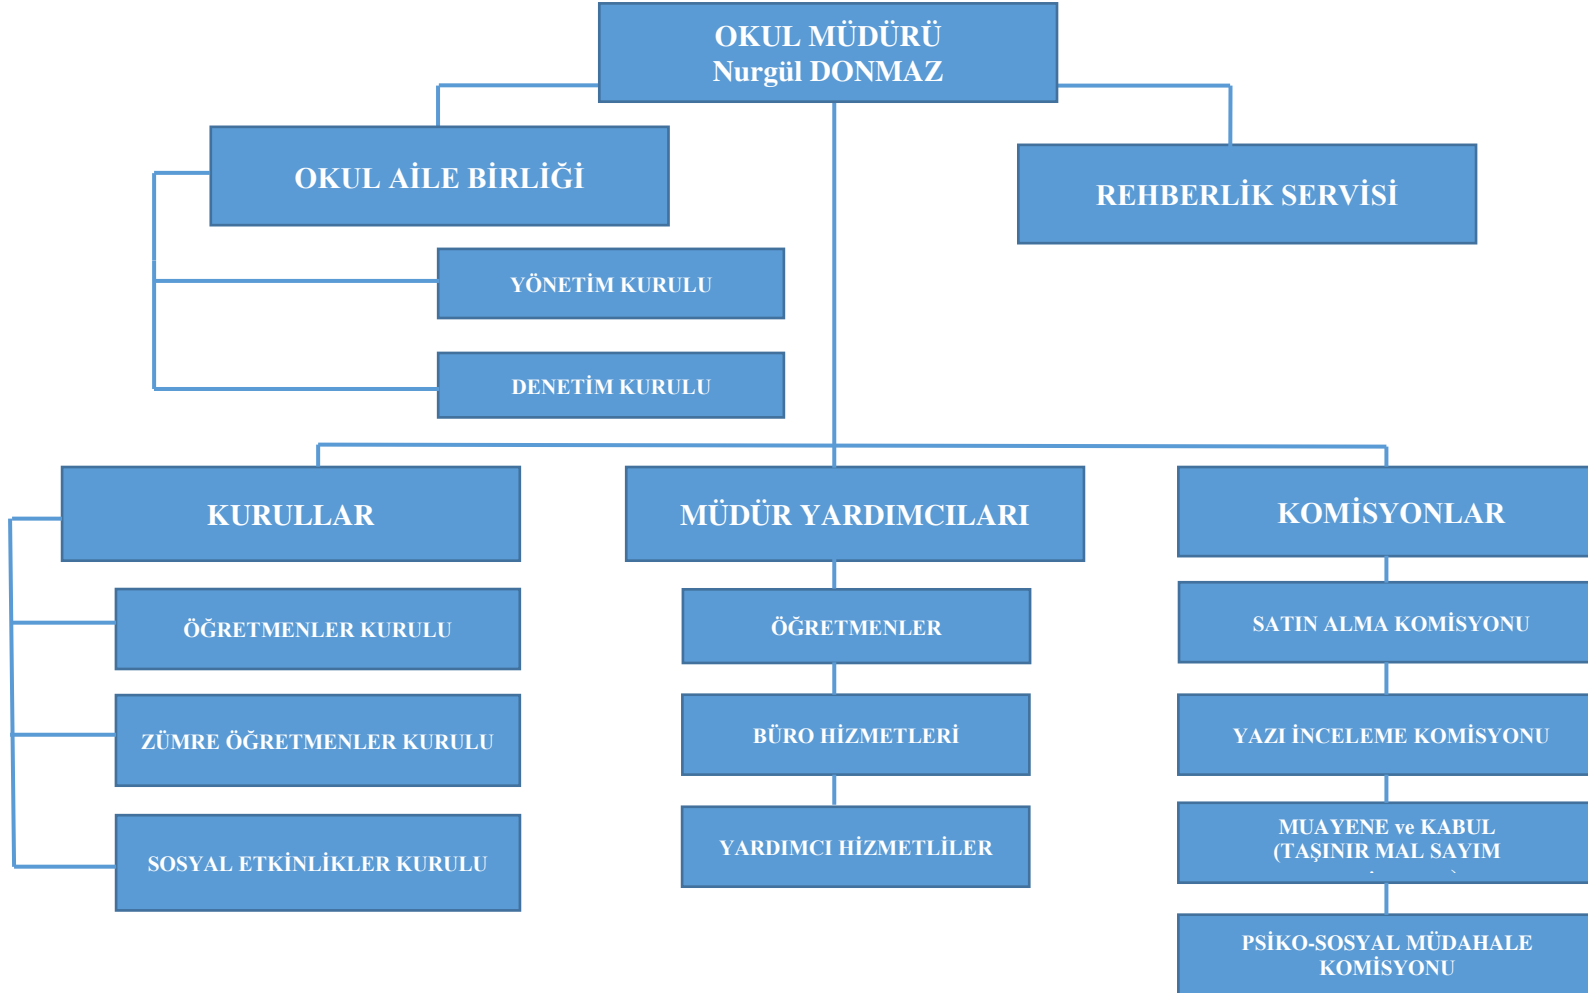 OKUL MÜDÜRÜ
Nurgül DONMAZ
OKUL AİLE BİRLİĞİ
REHBERLİK SERVİSİ
YÖNETİM KURULU
DENETİM KURULU
KURULLAR
MÜDÜR YARDIMCILARI
KOMİSYONLAR
ÖĞRETMENLER KURULU
ÖĞRETMENLER
SATIN ALMA KOMİSYONU
ZÜMRE ÖĞRETMENLER KURULU
BÜRO HİZMETLERİ
YAZI İNCELEME KOMİSYONU
SOSYAL ETKİNLİKLER KURULU
YARDIMCI HİZMETLİLER
MUAYENE ve KABUL
(TAŞINIR MAL SAYIM
PSİKO-SOSYAL MÜDAHALE
KOMİSYONU